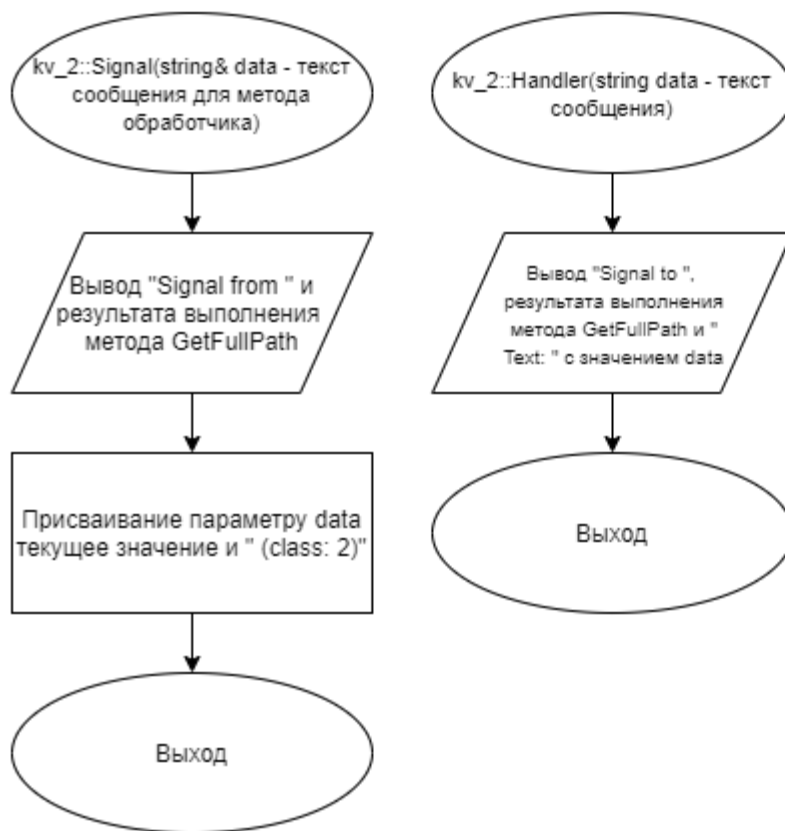 kv_2::Signal(string& data - текст
сообщения для метода
обработчика)
Вывод "Signal from " и
результата выполнения
метода GetFullPath
Присваивание параметру data
текущее значение и " (class: 2)"
Выход
kv_2::Handler(string data - текст
сообщения)
Вывод "Signal to ",
результата выполнения
метода GetFullPath и "
Text: " с значением data
Выход